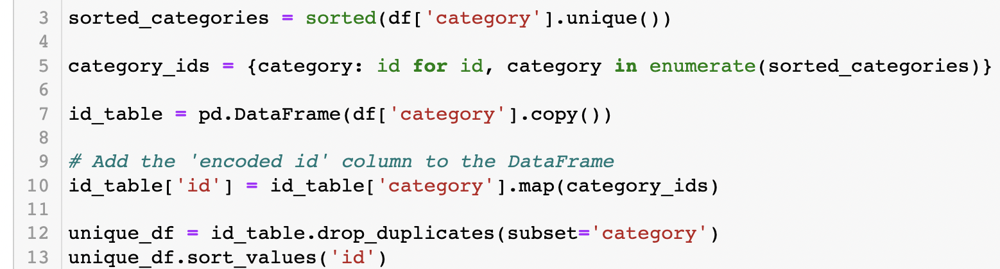 3 sorted_categories = sorted(df['category'].unique())
4
5 category_ids = {category: id for id, category in enumerate(sorted_categories)}
6
7 id_table = pd.DataFrame(df['category'].copy())
8
9 # Add the 'encoded id' column to the DataFrame
10 id_table['id'] = id_table['category'].map(category_ids)
11
12 unique_df = id_table.drop_duplicates(subset='category')
13 unique_df.sort_values('id')